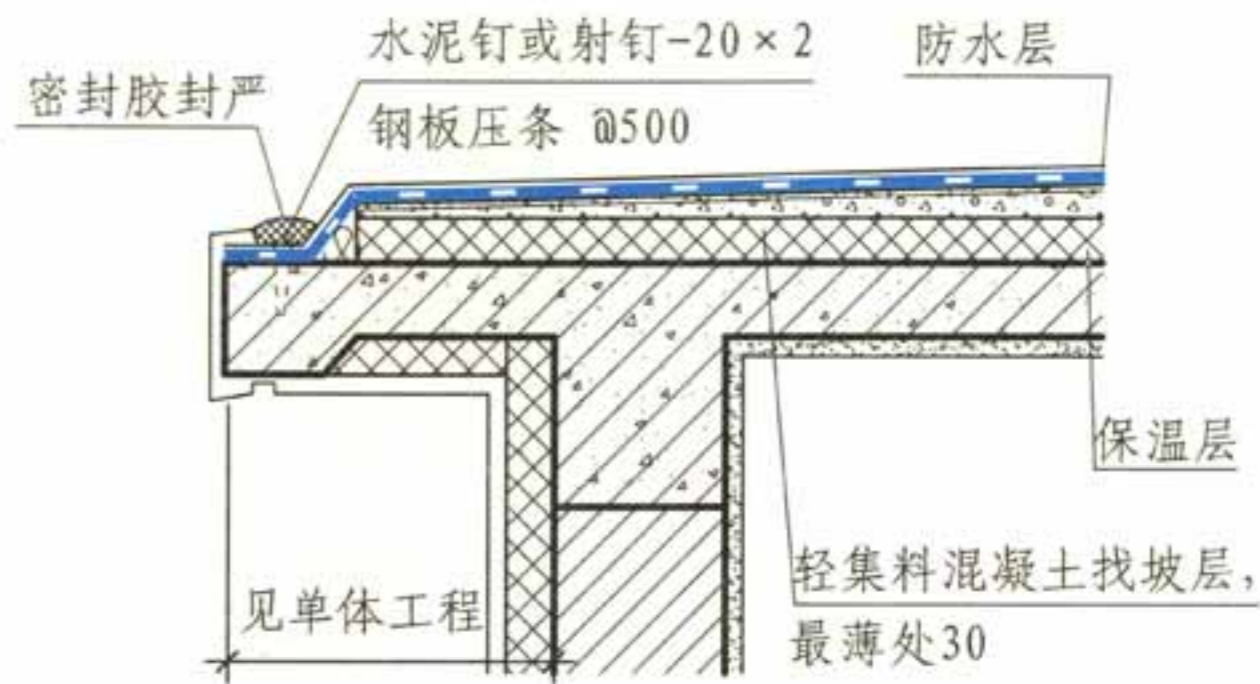 水泥钉或射钉-20×2
防水层
密封胶封严
钢板压条 @500
保温层
轻集料混凝土找坡层,
见单体工程
最薄处30